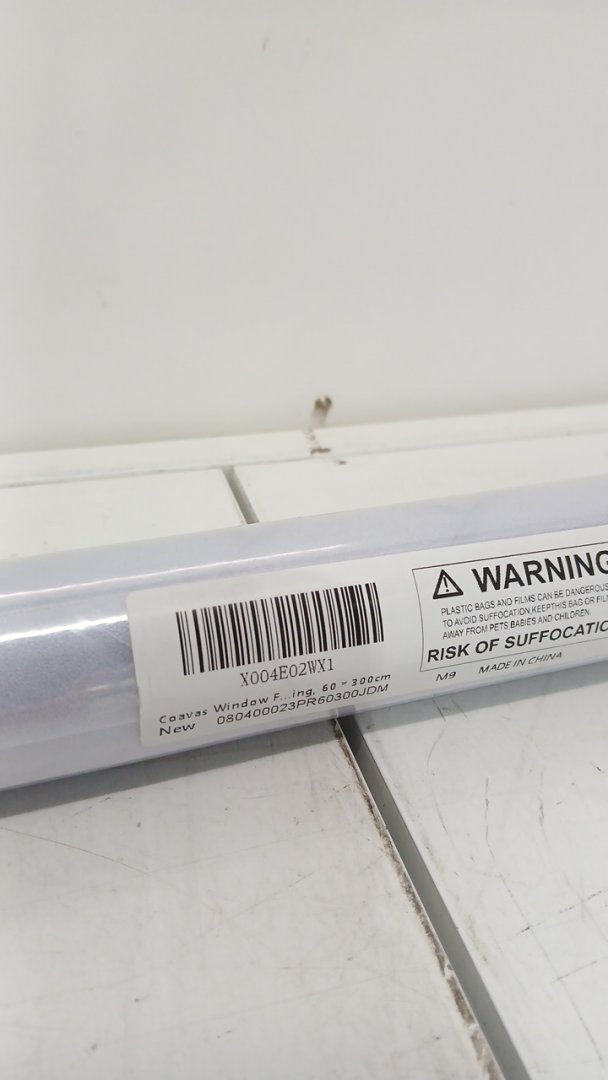 X004E02WX1
Coavas Window F...ing, 60 * 300cm
New 080400023PR60300JDM
WARNING
PLASTIC BAGS AND FILMS CAN BE DANGEROUS
TO AVOID SUFFOCATION,KEEPTHIS BAG OR FILM
AWAY FROM PETS BABIES AND CHILDREN.
RISK OF SUFFOCATIO
M9 MADE IN CHINA